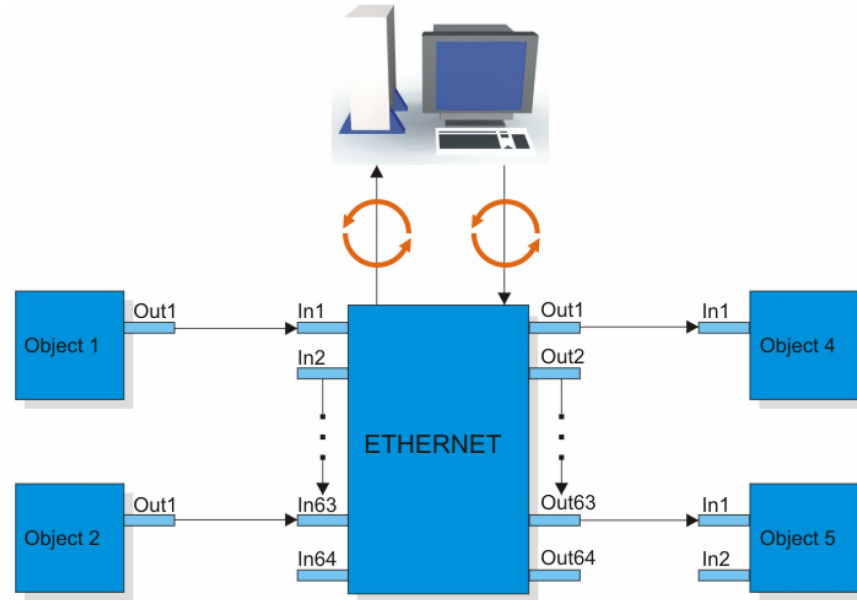 Out1
In1
Out1
In1
Object 1
Object 4
In2
Out2
ETHERNET
Out1
In63
Out63
In1
Object 2
Object 5
In64
Out64
In2